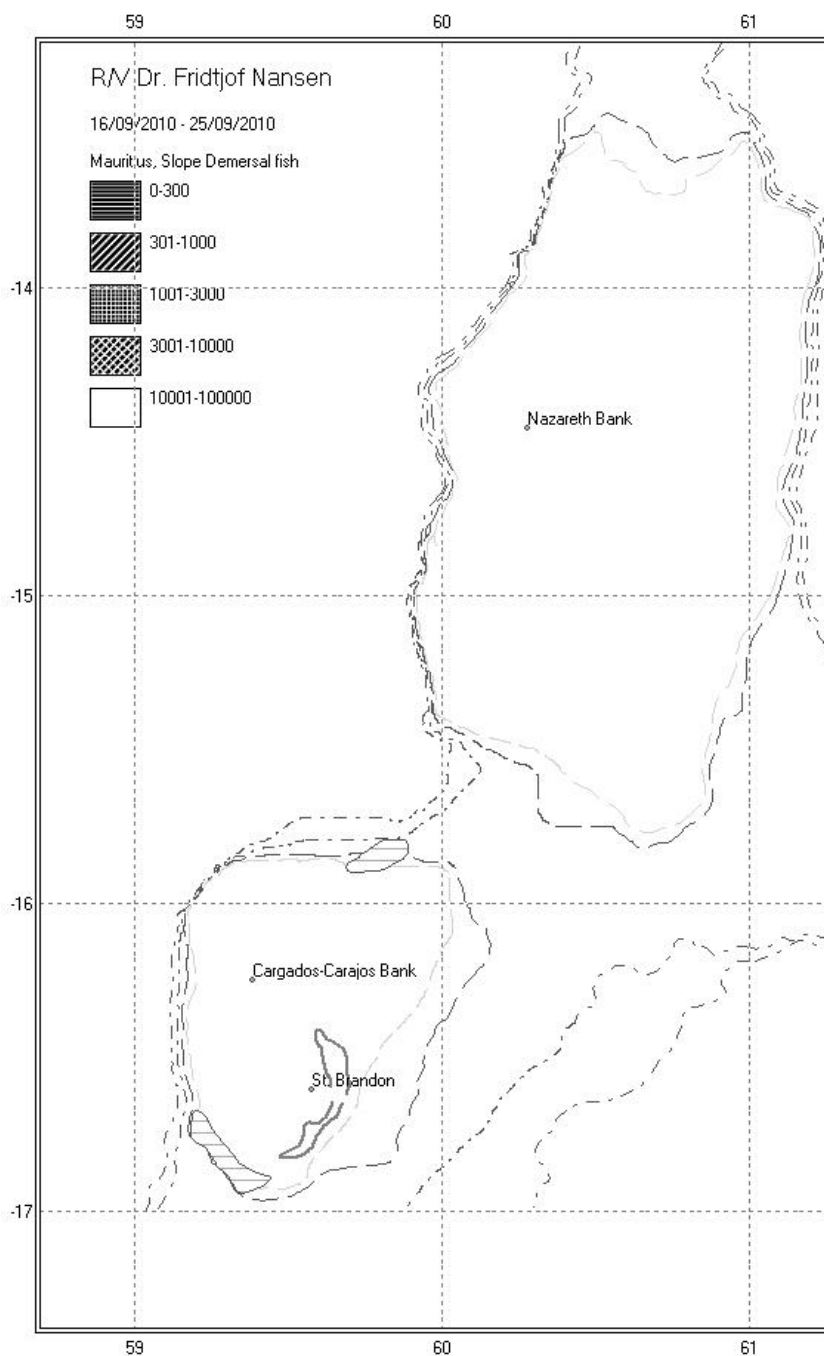 59 60 61
R/V Dr. Fridtjof Nansen
16/09/2010 - 25/09/2010
Mauritus, Slope Demersal fish
0-300
301-1000
1001-3000
3001-10000
10001-100000
-14
Nazareth Bank
-15
-16
Cargados-Carajos Bank
St. Brandon
-17
59 60 61